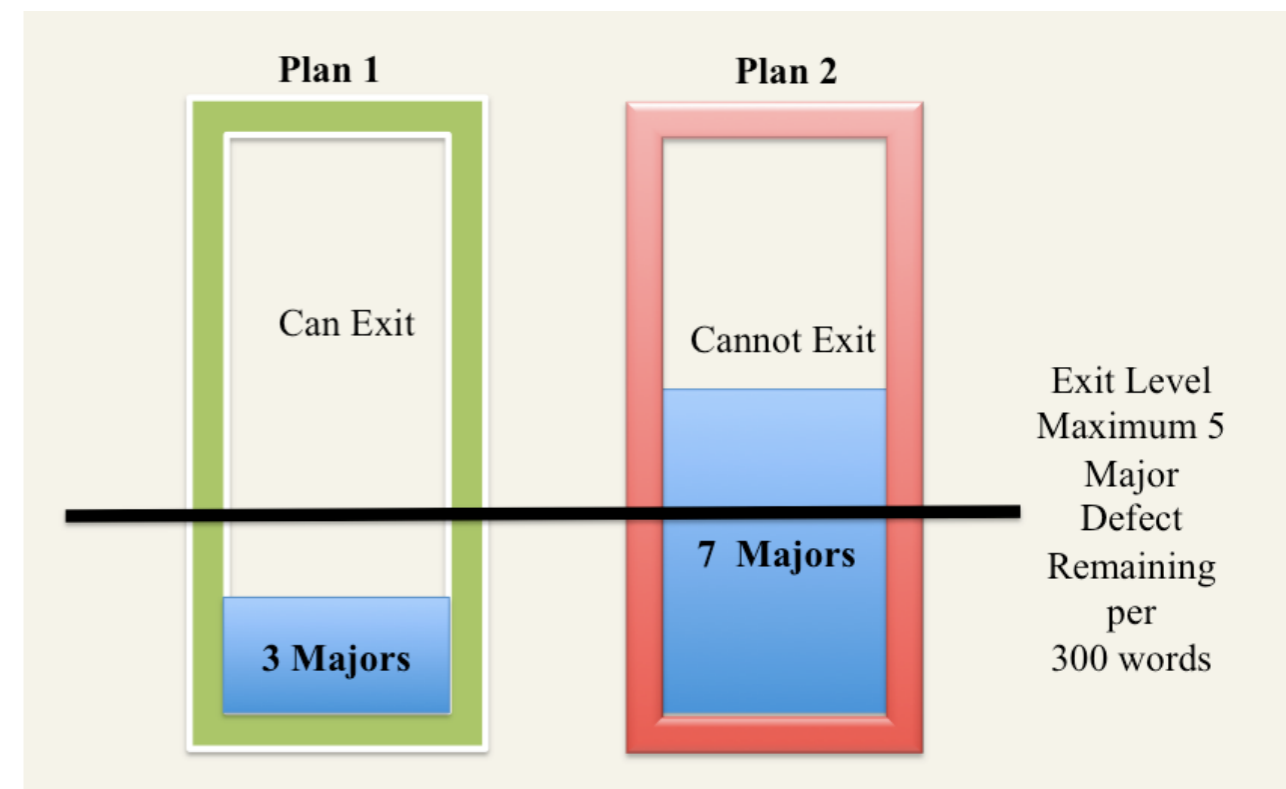 Plan 1
Plan 2
Can Exit
Cannot Exit
3 Majors
7 Majors
Exit Level
Maximum 5
Major
Defect
Remaining
per
300 words